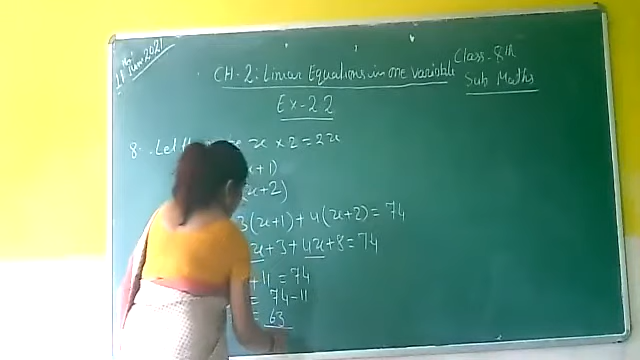 11 June 2021
CH-2: Linear Equations in one variable
Class-8th
Sub Maths
Ex-2.2
8. Let x × 2 = 2x
x+1)
(x+2)
3(x+1) + 4(x+2) = 74
x+3+4x+8=74
+11 = 74
= 74-11
= 63